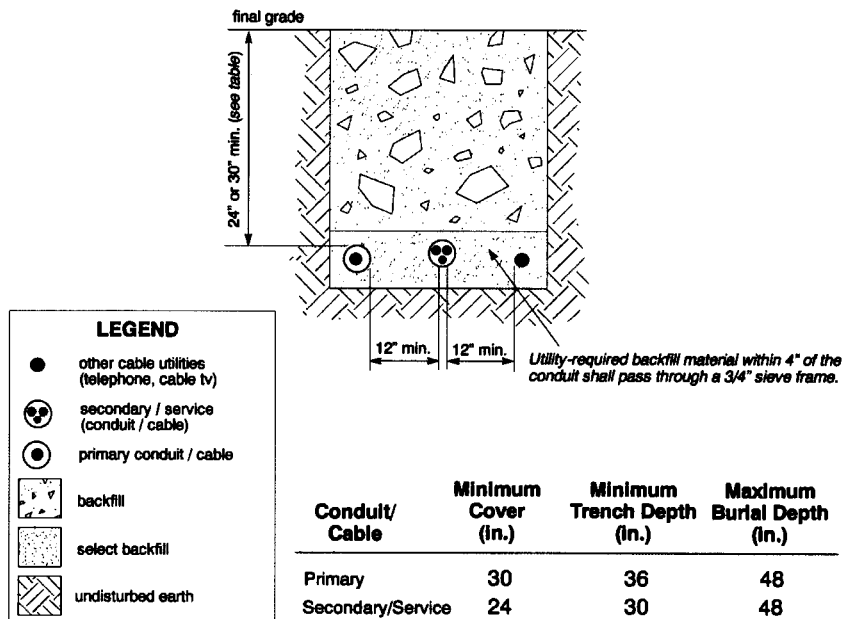 final grade
24" or 30" min. (see table)
12" min.
12" min.
Utility-required backfill material within 4" of the
conduit shall pass through a 3/4" sieve frame.
LEGEND
other cable utilities
(telephone, cable tv)
secondary / service
(conduit / cable)
primary conduit / cable
backfill
select backfill
undisturbed earth
Conduit/ Minimum Minimum Maximum
Cable Cover Trench Depth Burial Depth
(in.) (in.) (in.)
Primary 30 36 48
Secondary/Service 24 30 48